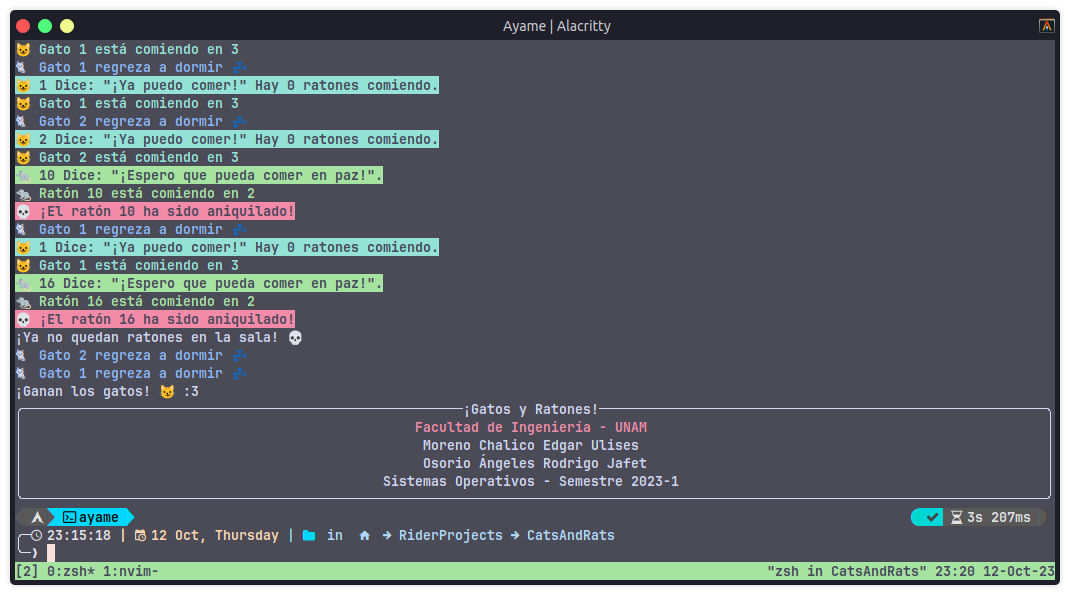 Ayame | Alacritty
😼 Gato 1 está comiendo en 3
🐈 Gato 1 regreza a dormir 💤
😺 1 Dice: "¡Ya puedo comer!" Hay 0 ratones comiendo.
😼 Gato 1 está comiendo en 3
🐈 Gato 2 regreza a dormir 💤
😺 2 Dice: "¡Ya puedo comer!" Hay 0 ratones comiendo.
😼 Gato 2 está comiendo en 3
🐁 10 Dice: "¡Espero que pueda comer en paz!".
🐀 Ratón 10 está comiendo en 2
💀 ¡El ratón 10 ha sido aniquilado!
🐈 Gato 1 regreza a dormir 💤
😺 1 Dice: "¡Ya puedo comer!" Hay 0 ratones comiendo.
😼 Gato 1 está comiendo en 3
🐁 16 Dice: "¡Espero que pueda comer en paz!".
🐀 Ratón 16 está comiendo en 2
💀 ¡El ratón 16 ha sido aniquilado!
¡Ya no quedan ratones en la sala! 💀
🐈 Gato 2 regreza a dormir 💤
🐈 Gato 1 regreza a dormir 💤
¡Ganan los gatos! 😼 :3
¡Gatos y Ratones!
Facultad de Ingeniería - UNAM
Moreno Chalico Edgar Ulises
Osorio Ángeles Rodrigo Jafet
Sistemas Operativos - Semestre 2023-1
ayame 3s 207ms
23:15:18 | 12 Oct, Thursday | in → RiderProjects → CatsAndRats
[2] 0:zsh* 1:nvim- "zsh in CatsAndRats" 23:20 12-Oct-23